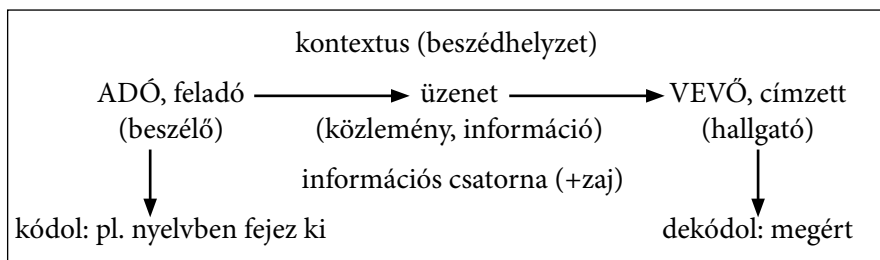 kontextus (beszédhelyzet)
ADÓ, feladó üzenet VEVŐ, címzett
(beszélő) (közlemény, információ) (hallgató)
információs csatorna (+zaj)
kódol: pl. nyelvben fejez ki dekódol: megért